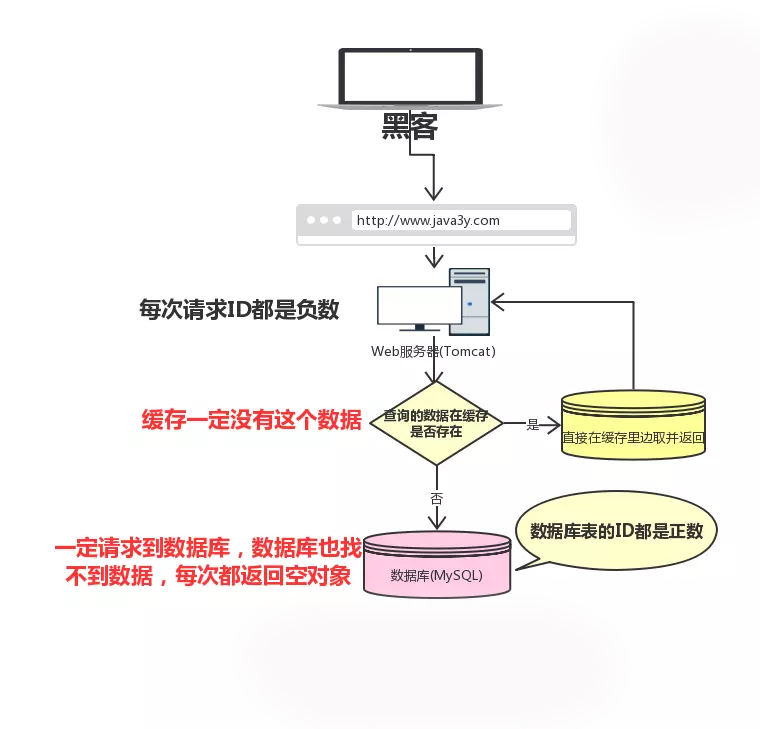 黑客
http://www.java3y.com
每次请求ID都是负数
Web服务器(Tomcat)
缓存一定没有这个数据
查询的数据在缓存
是否存在
是
直接在缓存里边取并返回
否
数据库表的ID都是正数
一定请求到数据库，数据库也找
不到数据，每次都返回空对象
数据库(MySQL)